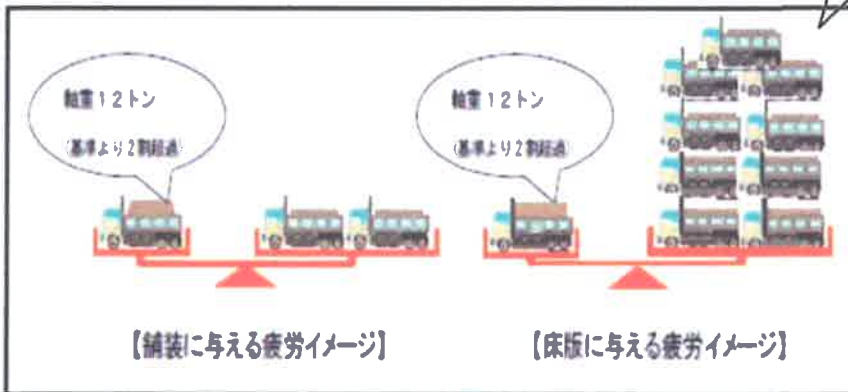 軸重12トン
(基準より2割超過)
軸重12トン
(基準より2割超過)
【舗装に与える疲労イメージ】
【床版に与える疲労イメージ】